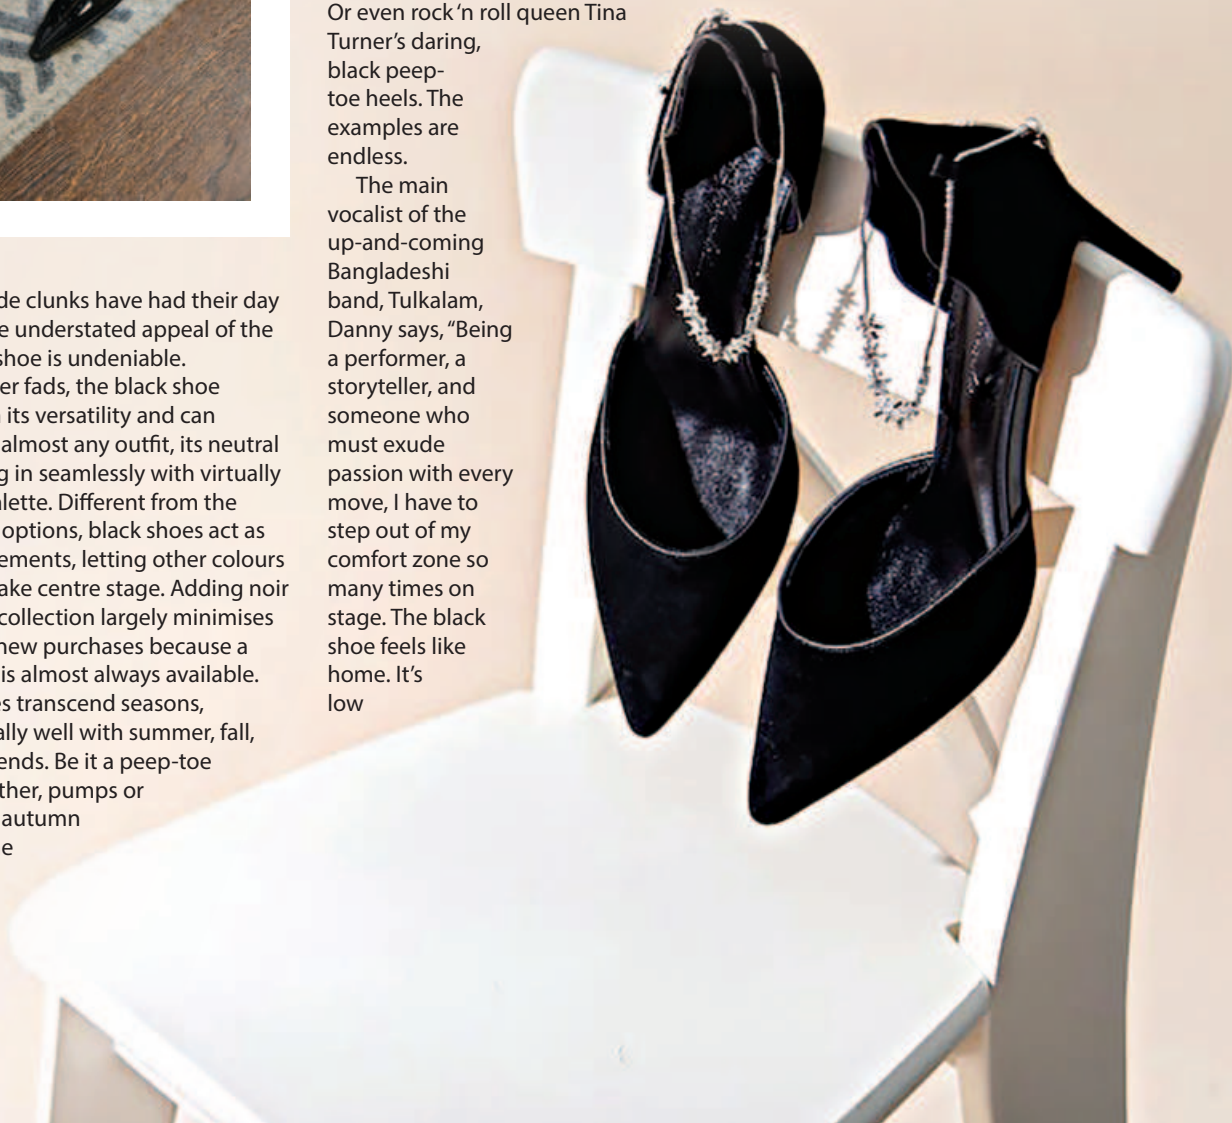 de clunks have had their day
e understated appeal of the
shoe is undeniable.
er fads, the black shoe
its versatility and can
almost any outfit, its neutral
g in seamlessly with virtually
lette. Different from the
options, black shoes act as
ements, letting other colours
ake centre stage. Adding noir
collection largely minimises
new purchases because a
is almost always available.
es transcend seasons,
ally well with summer, fall,
ends. Be it a peep-toe
ther, pumps or
autumn
e
Or even rock ‘n roll queen Tina
Turner’s daring,
black peep-
toe heels. The
examples are
endless.
The main
vocalist of the
up-and-coming
Bangladeshi
band, Tulkalam,
Danny says, “Being
a performer, a
storyteller, and
someone who
must exude
passion with every
move, I have to
step out of my
comfort zone so
many times on
stage. The black
shoe feels like
home. It’s
low